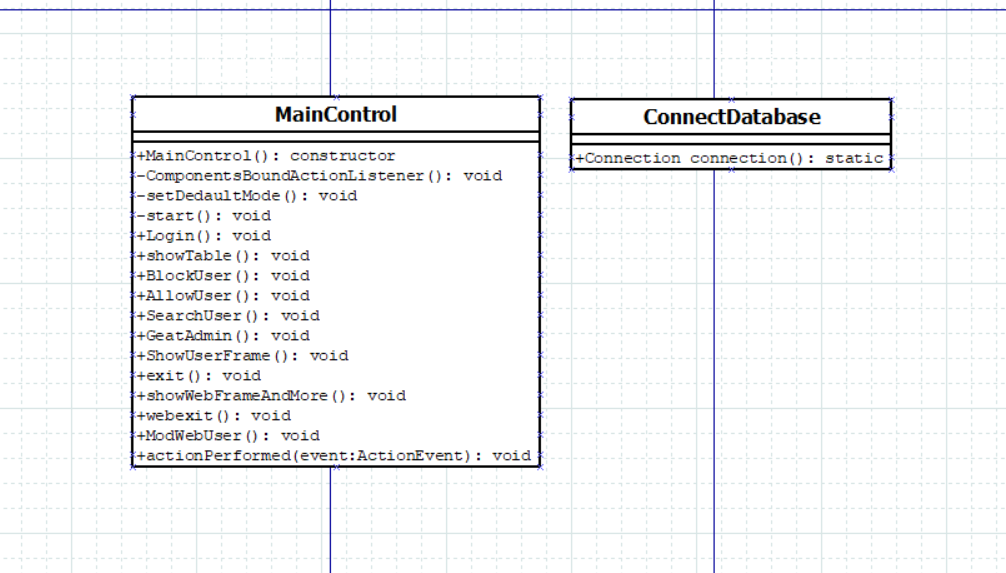 MainControl
+MainControl(): constructor
-ComponentsBoundActionListener(): void
-setDedaultMode(): void
-start(): void
+Login(): void
+showTable(): void
+BlockUser(): void
+AllowUser(): void
+SearchUser(): void
+GeatAdmin(): void
+ShowUserFrame(): void
+exit(): void
+showWebFrameAndMore(): void
+webexit(): void
+ModWebUser(): void
+actionPerformed(event:ActionEvent): void
ConnectDatabase
+Connection connection(): static